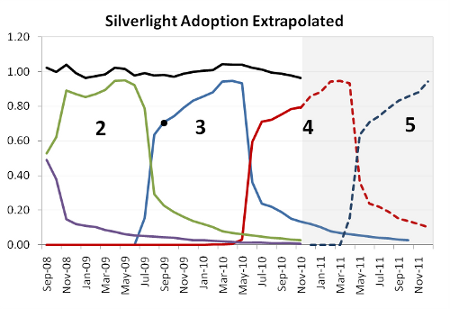 Silverlight Adoption Extrapolated
1.20
1.00
0.80
0.60
0.40
0.20
0.00
2
3
4
5
Sep-08
Nov-08
Jan-09
Mar-09
May-09
Jul-09
Sep-09
Nov-09
Jan-10
Mar-10
May-10
Jul-10
Sep-10
Nov-10
Jan-11
Mar-11
May-11
Jul-11
Sep-11
Nov-11